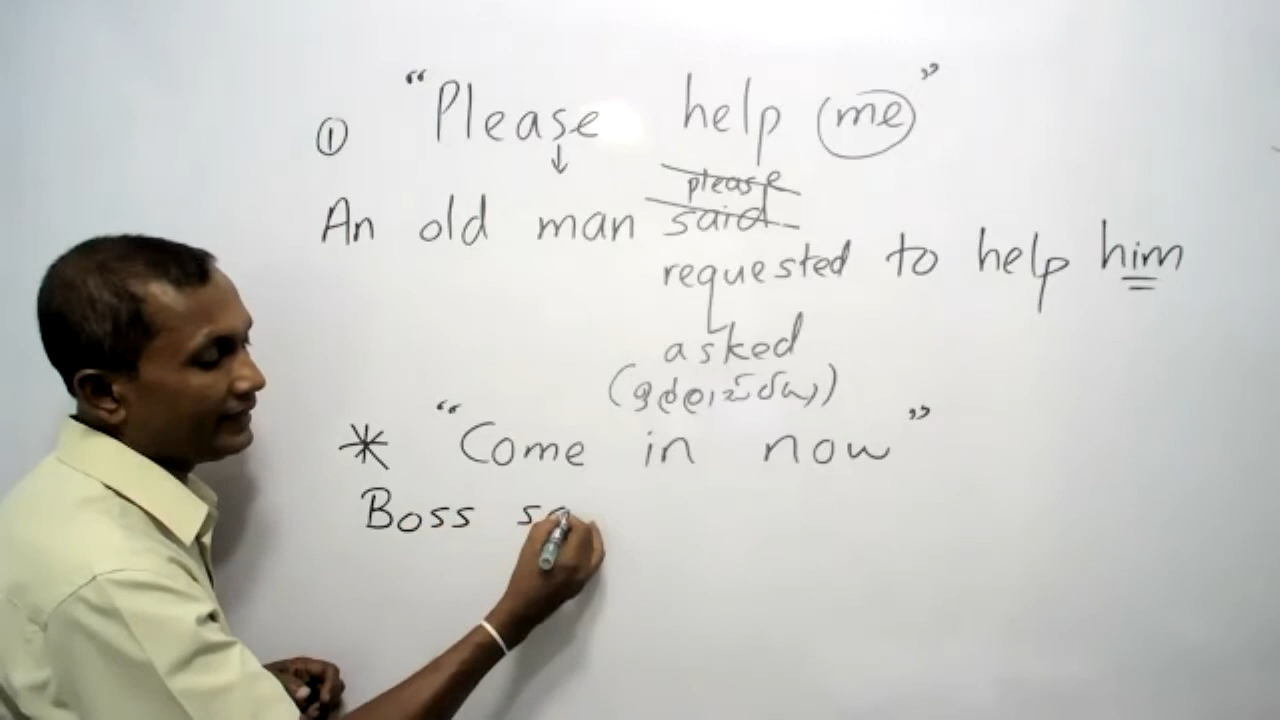 ① “Please help me”
↓
please
An old man said
requested to help him
asked
“Come in now”
Boss sa